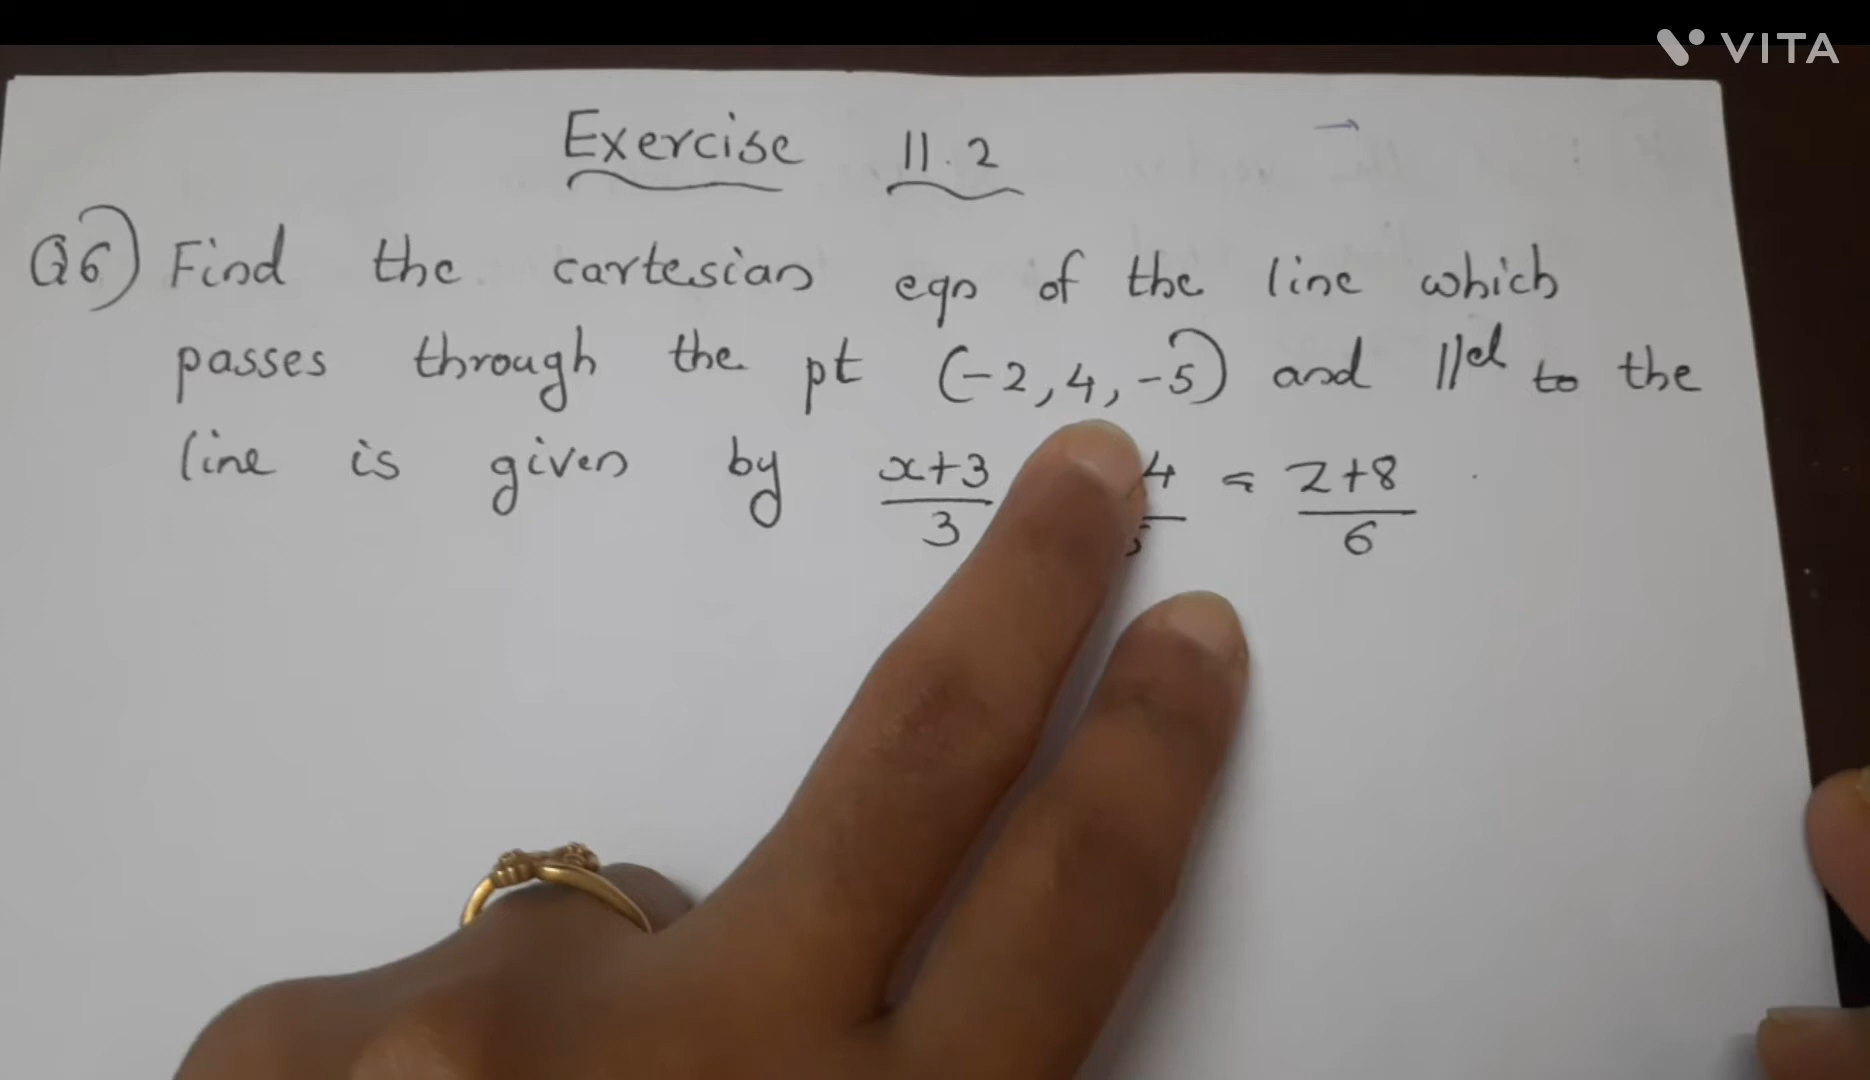 VITA
Exercise 11.2
Q6) Find the cartesian eqn of the line which
passes through the pt (-2, 4, -5) and ||el to the
line is given by x+3/3 4/5 = z+8/6